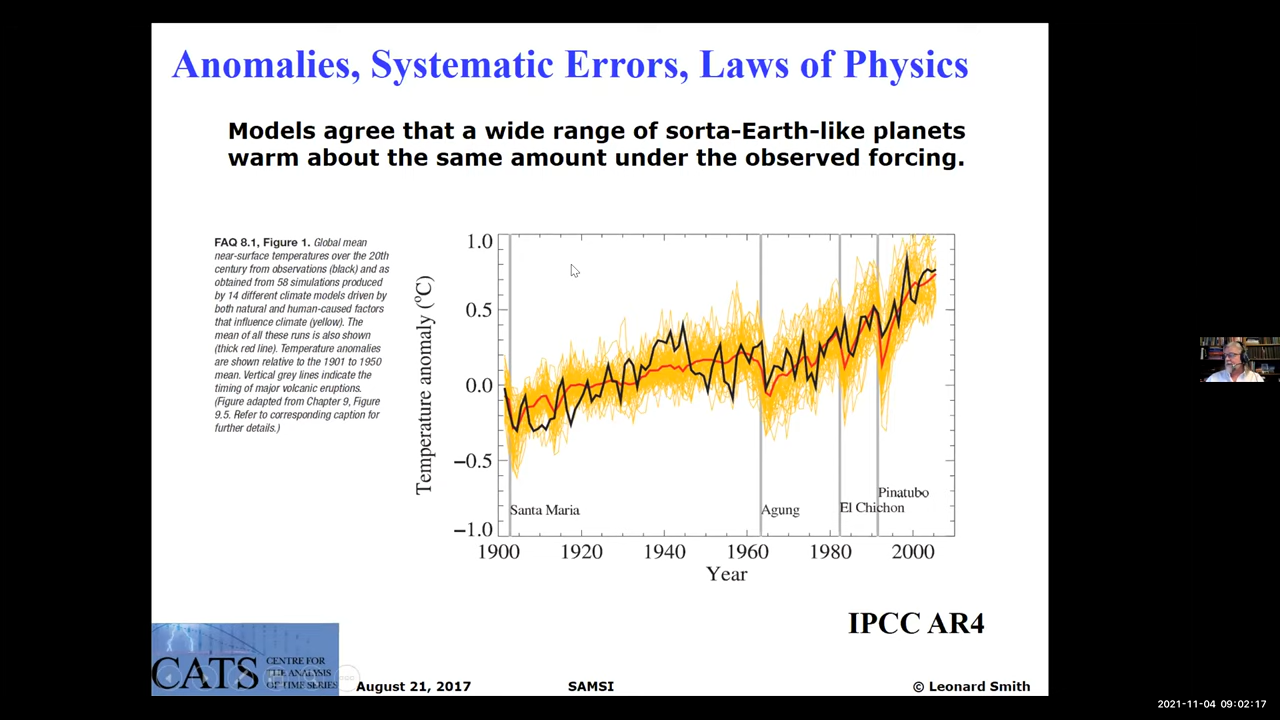 Anomalies, Systematic Errors, Laws of Physics
Models agree that a wide range of sorta-Earth-like planets
warm about the same amount under the observed forcing.
FAQ 8.1, Figure 1. Global mean
near-surface temperatures over the 20th
century from observations (black) and as
obtained from 58 simulations produced
by 14 different climate models driven by
both natural and human-caused factors
that influence climate (yellow). The
mean of all these runs is also shown
(thick red line). Temperature anomalies
are shown relative to the 1901 to 1950
mean. Vertical grey lines indicate the
timing of major volcanic eruptions.
(Figure adapted from Chapter 9, Figure
9.5. Refer to corresponding caption for
further details.)
Temperature anomaly (°C)
1.0
0.5
0.0
−0.5
−1.0
Santa Maria
Agung
El Chichon
Pinatubo
1900 1920 1940 1960 1980 2000
Year
IPCC AR4
CATS
CENTRE FOR
THE ANALYSIS
OF TIME SERIES
August 21, 2017
SAMSI
© Leonard Smith
2021-11-04 09:02:17